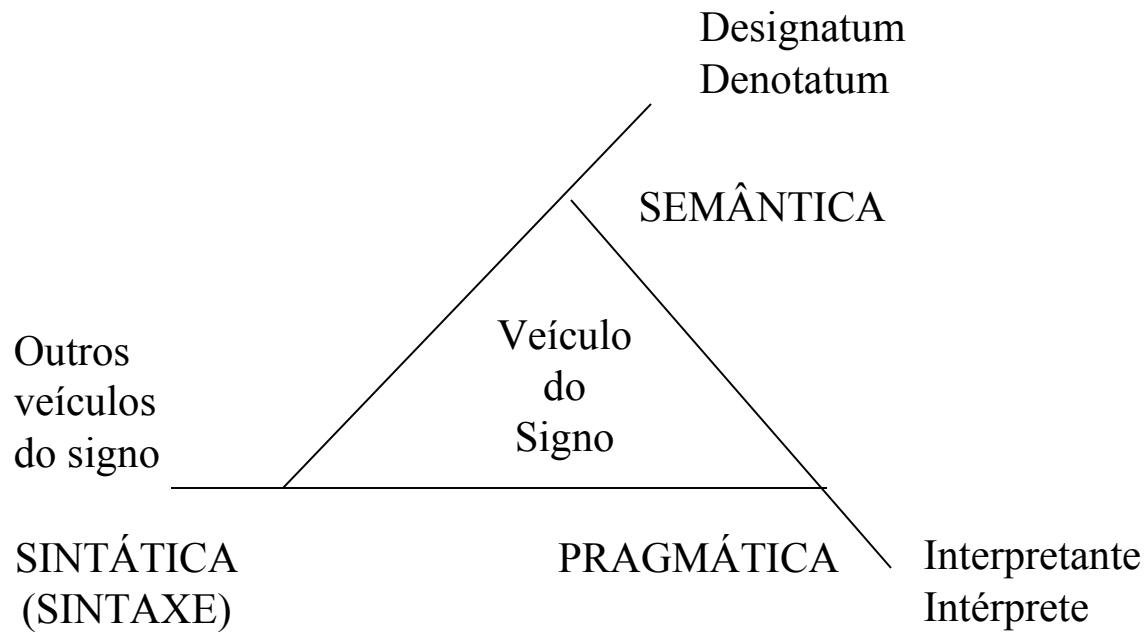 Designatum
Denotatum
SEMÂNTICA
Veículo
do
Signo
Outros
veículos
do signo
SINTÁTICA
(SINTAXE)
PRAGMÁTICA
Interpretante
Intérprete